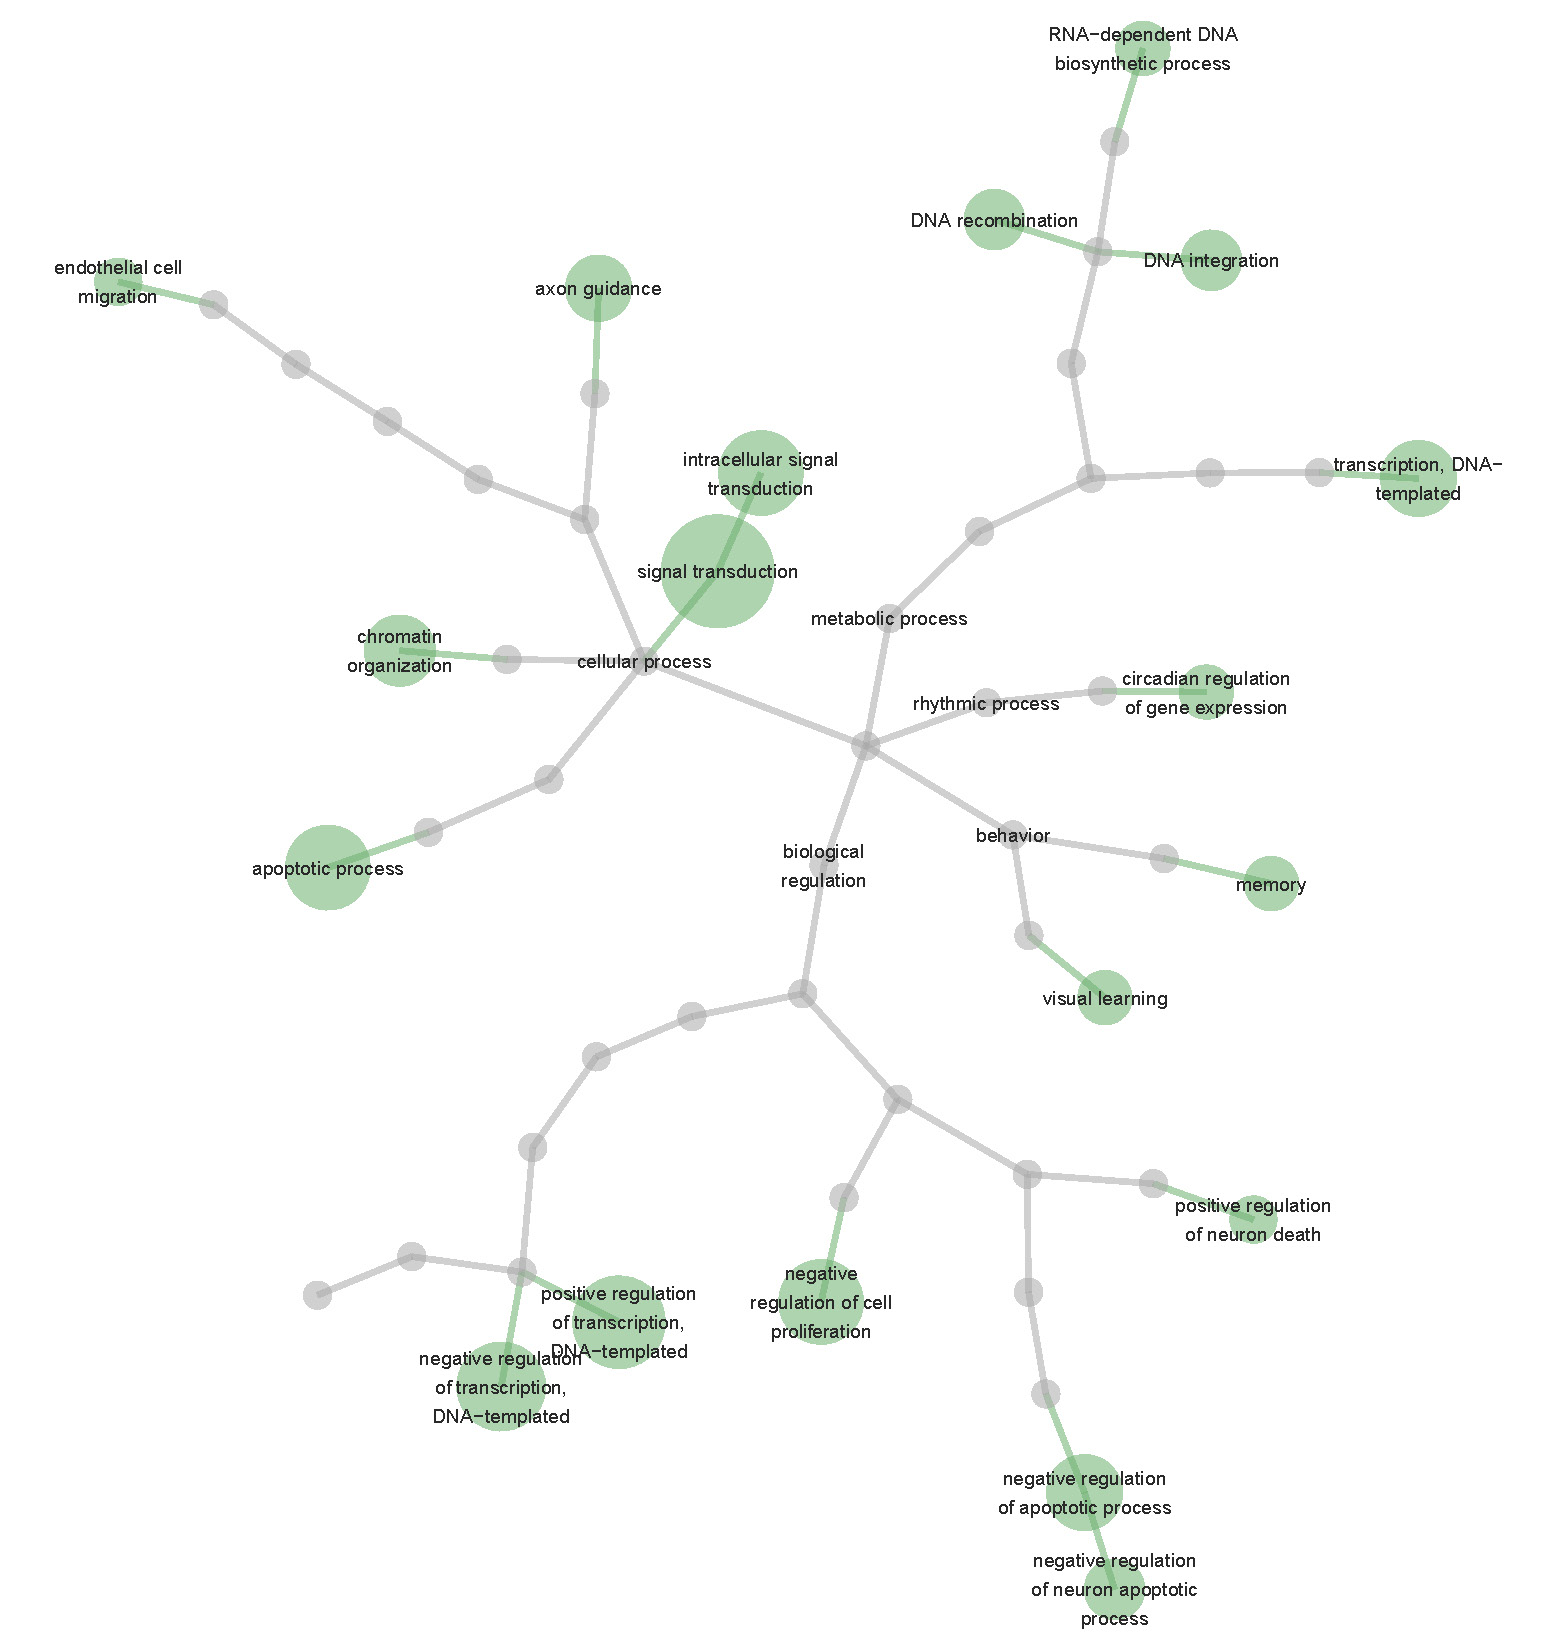 RNA−dependent DNA
biosynthetic process
DNA recombination
DNA integration
endothelial cell
migration
axon guidance
intracellular signal
transduction
transcription, DNA−
templated
signal transduction
metabolic process
chromatin
organization
cellular process
circadian regulation
of gene expression
rhythmic process
behavior
biological
regulation
apoptotic process
memory
visual learning
positive regulation
of neuron death
negative
regulation of cell
proliferation
positive regulation
of transcription,
DNA−templated
negative regulation
of transcription,
DNA−templated
negative regulation
of apoptotic process
negative regulation
of neuron apoptotic
process